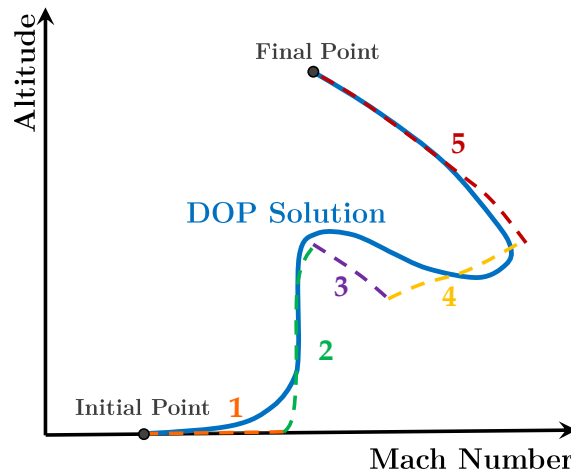 Altitude
Final Point
5
DOP Solution
3
4
2
Initial Point
1
Mach Number